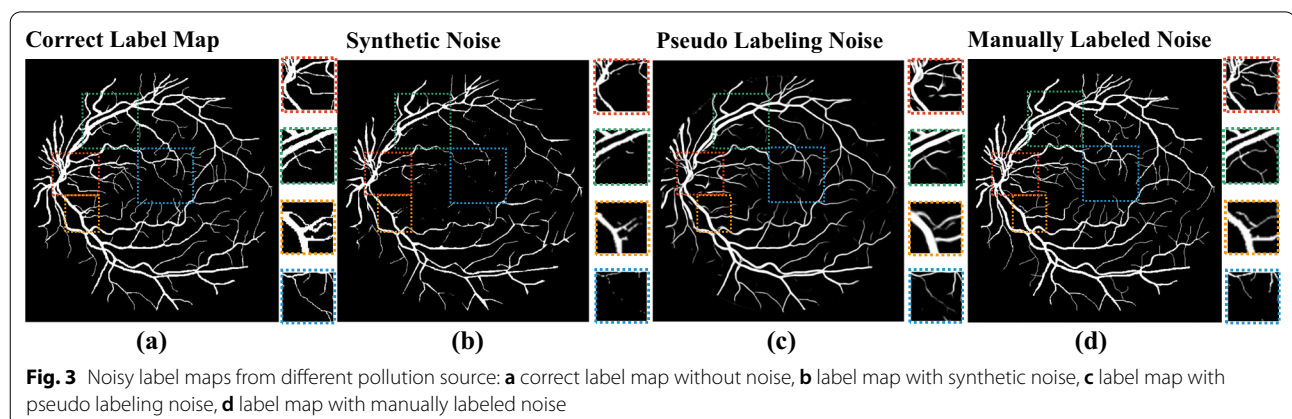 Correct Label Map
Synthetic Noise
Pseudo Labeling Noise
Manually Labeled Noise
(a)
(b)
(c)
(d)
Fig. 3 Noisy label maps from different pollution source: a correct label map without noise, b label map with synthetic noise, c label map with
pseudo labeling noise, d label map with manually labeled noise